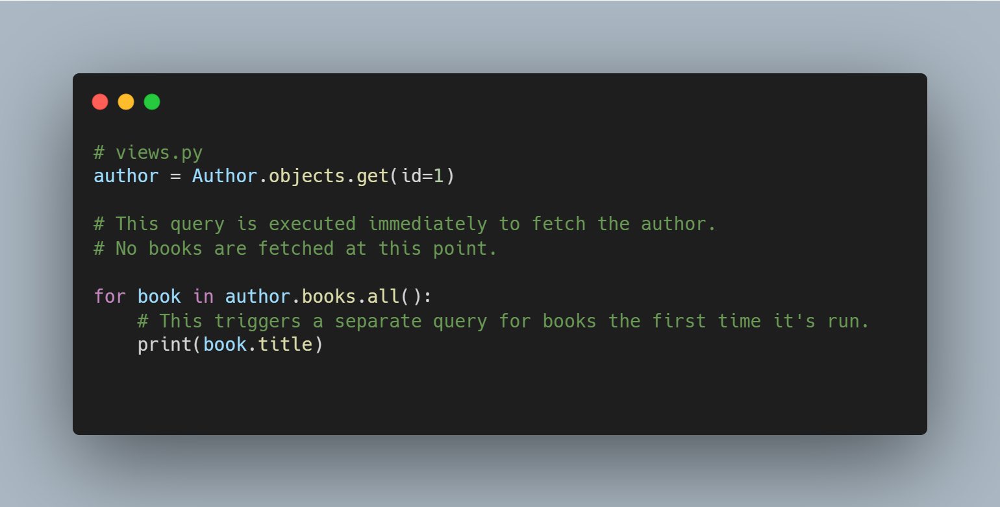 # views.py
author = Author.objects.get(id=1)
# This query is executed immediately to fetch the author.
# No books are fetched at this point.
for book in author.books.all():
    # This triggers a separate query for books the first time it's run.
    print(book.title)